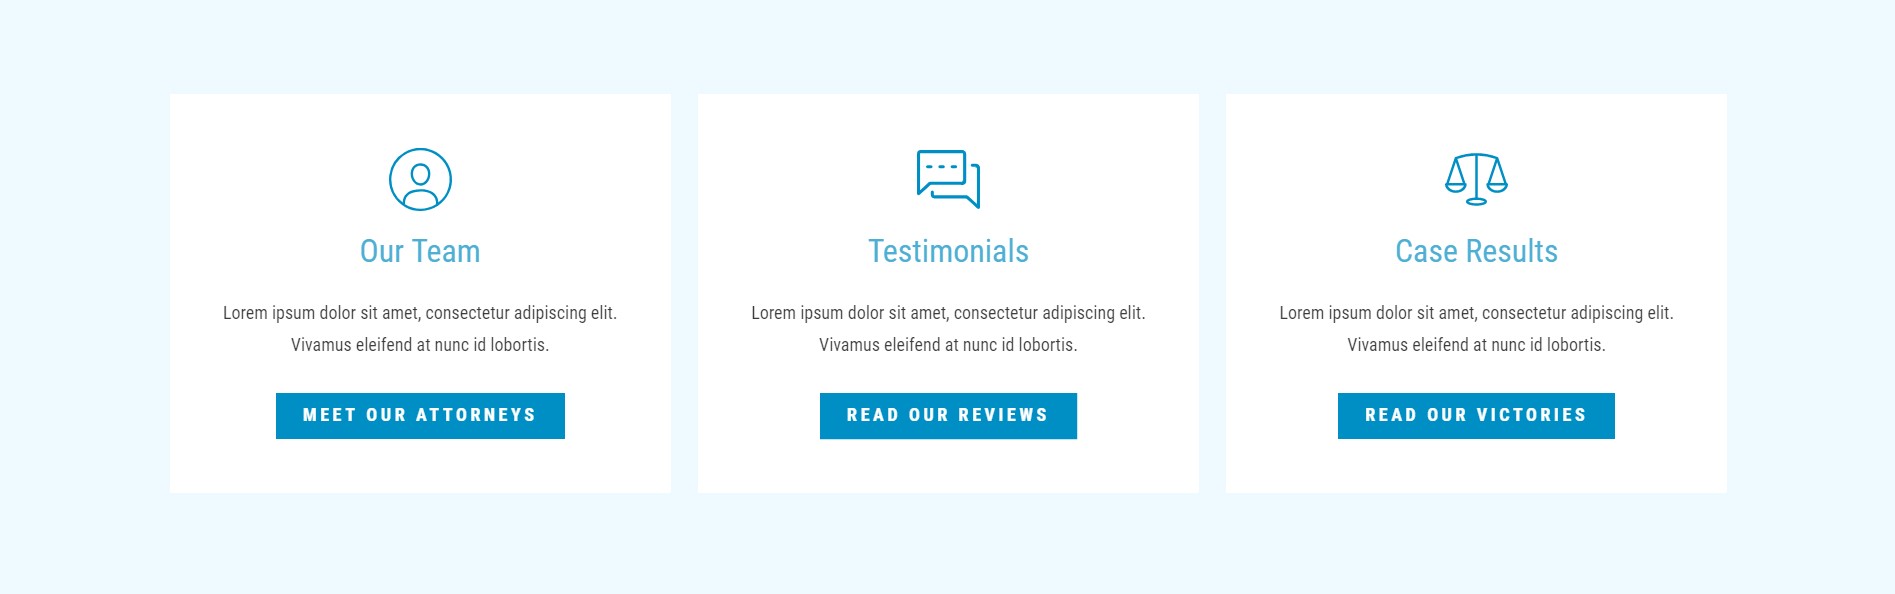 Our Team
Lorem ipsum dolor sit amet, consectetur adipiscing elit.
Vivamus eleifend at nunc id lobortis.
MEET OUR ATTORNEYS
Testimonials
Lorem ipsum dolor sit amet, consectetur adipiscing elit.
Vivamus eleifend at nunc id lobortis.
READ OUR REVIEWS
Case Results
Lorem ipsum dolor sit amet, consectetur adipiscing elit.
Vivamus eleifend at nunc id lobortis.
READ OUR VICTORIES